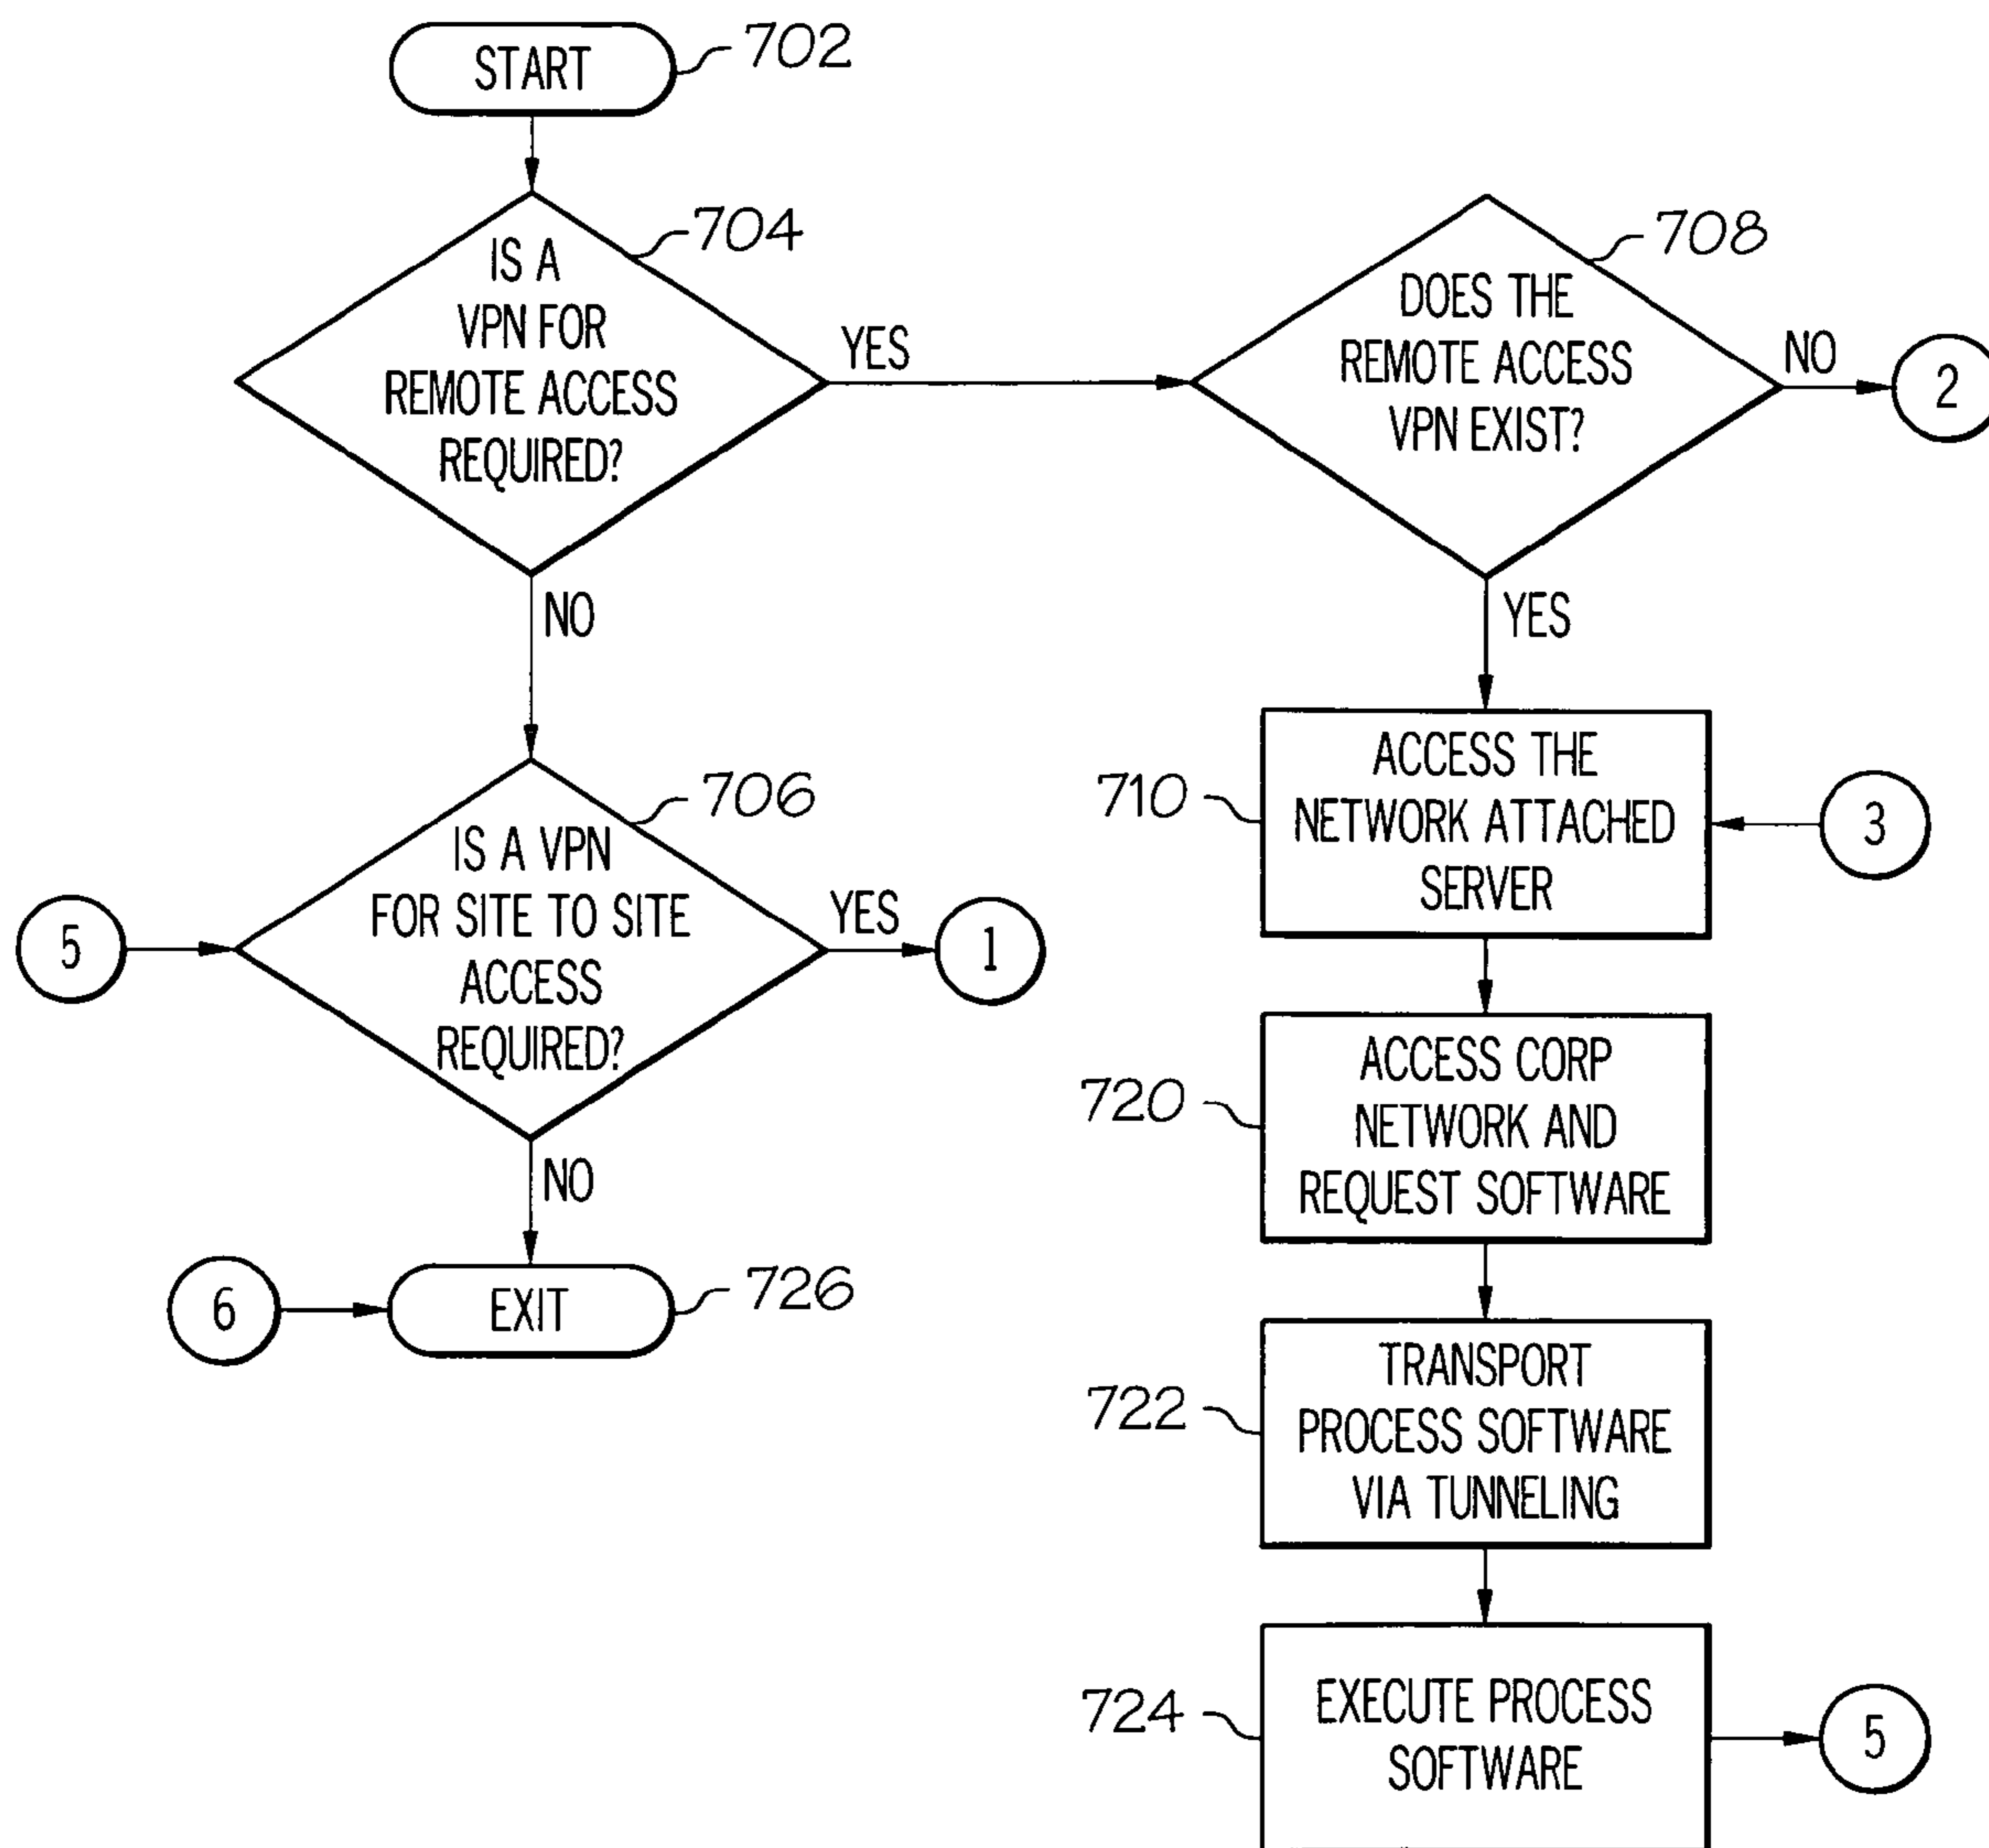 START
702
IS A
VPN FOR
REMOTE ACCESS
REQUIRED?
704
YES
NO
DOES THE
REMOTE ACCESS
VPN EXIST?
708
NO
2
YES
IS A VPN
FOR SITE TO SITE
ACCESS
REQUIRED?
706
5
YES
1
NO
6
EXIT
726
ACCESS THE
NETWORK ATTACHED
SERVER
710
3
ACCESS CORP
NETWORK AND
REQUEST SOFTWARE
720
TRANSPORT
PROCESS SOFTWARE
VIA TUNNELING
722
EXECUTE PROCESS
SOFTWARE
724
5